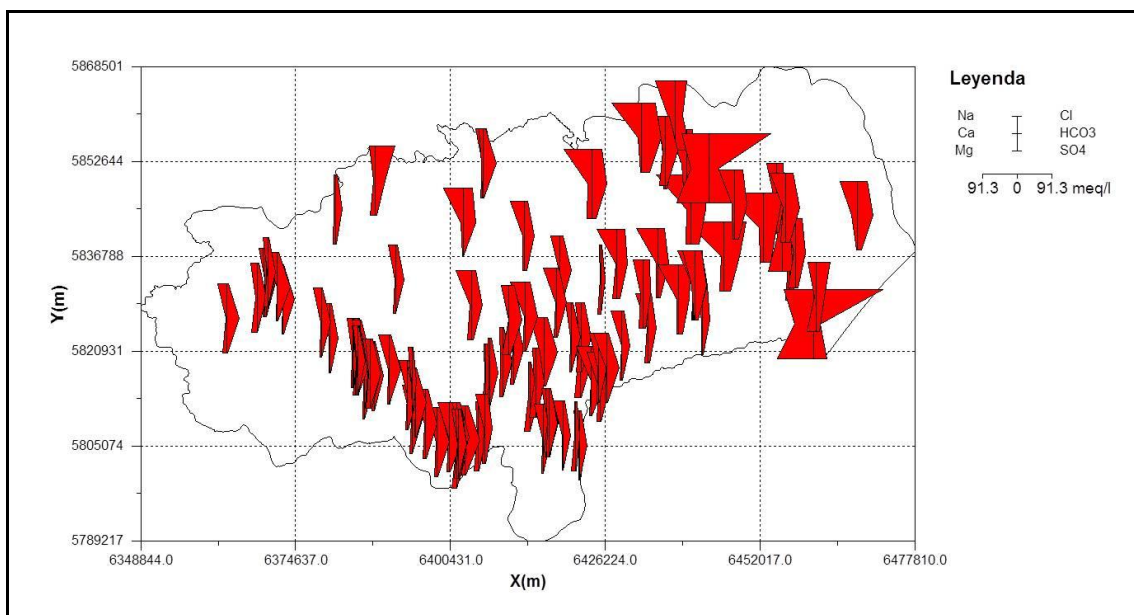 5868501
5852644
5836788
5820931
5805074
5789217
Y(m)
6348844.0 6374637.0 6400431.0 6426224.0 6452017.0 6477810.0
X(m)
Leyenda
Na Cl
Ca HCO3
Mg SO4
91.3 0 91.3 meq/l